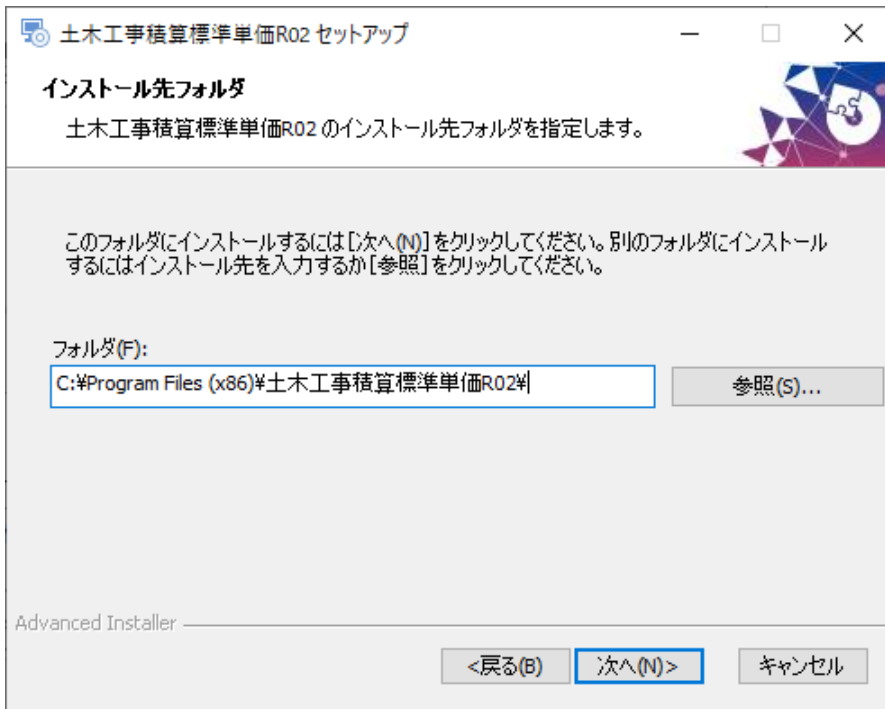 土木工事積算標準単価R02 セットアップ
インストール先フォルダ
土木工事積算標準単価R02 のインストール先フォルダを指定します。
このフォルダにインストールするには[次へ(N)]をクリックしてください。別のフォルダにインストール
するにはインストール先を入力するか[参照]をクリックしてください。
フォルダ(F):
C:¥Program Files (x86)¥土木工事積算標準単価R02¥
参照(S)...
Advanced Installer
<戻る(B)
次へ(N)>
キャンセル